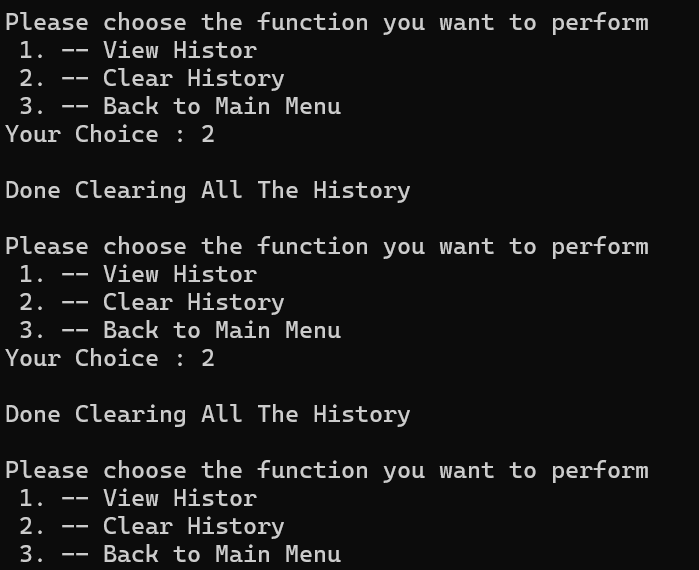 Please choose the function you want to perform
 1. -- View Histor
 2. -- Clear History
 3. -- Back to Main Menu
Your Choice : 2

Done Clearing All The History

Please choose the function you want to perform
 1. -- View Histor
 2. -- Clear History
 3. -- Back to Main Menu
Your Choice : 2

Done Clearing All The History

Please choose the function you want to perform
 1. -- View Histor
 2. -- Clear History
 3. -- Back to Main Menu